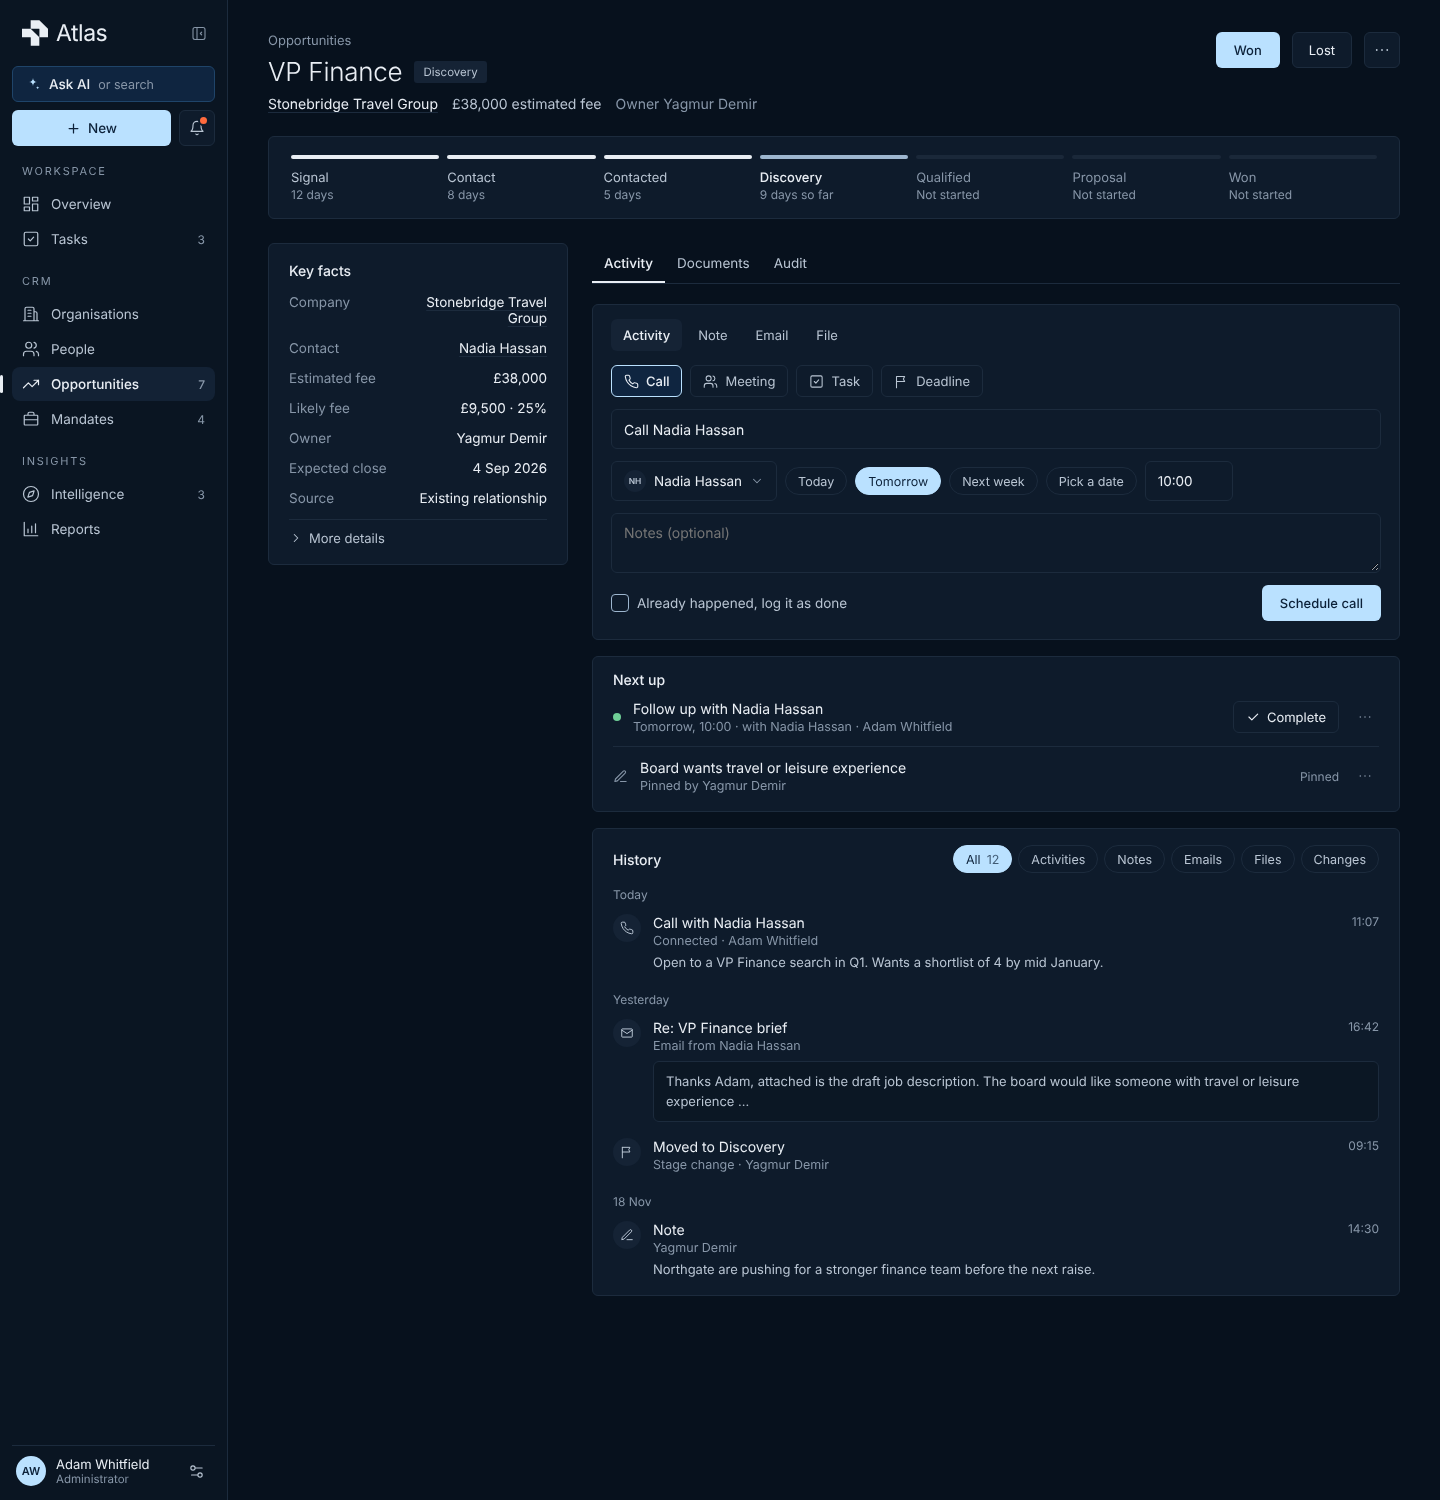 Atlas
Ask AI or search
New
WORKSPACE
Overview
Tasks 3
CRM
Organisations
People
Opportunities 7
Mandates 4
INSIGHTS
Intelligence 3
Reports
AW
Adam Whitfield
Administrator
Opportunities
VP Finance Discovery
Stonebridge Travel Group £38,000 estimated fee Owner Yagmur Demir
Won Lost ...
Signal Contact Contacted Discovery Qualified Proposal Won
12 days 8 days 5 days 9 days so far Not started Not started Not started
Key facts
Company Stonebridge Travel
Group
Contact Nadia Hassan
Estimated fee £38,000
Likely fee £9,500 · 25%
Owner Yagmur Demir
Expected close 4 Sep 2026
Source Existing relationship
More details
Activity Documents Audit
Activity Note Email File
Call Meeting Task Deadline
Call Nadia Hassan
NH Nadia Hassan Today Tomorrow Next week Pick a date 10:00
Notes (optional)
Already happened, log it as done Schedule call
Next up
Follow up with Nadia Hassan
Tomorrow, 10:00 · with Nadia Hassan · Adam Whitfield
Complete ...
Board wants travel or leisure experience
Pinned by Yagmur Demir
Pinned ...
History All 12 Activities Notes Emails Files Changes
Today
Call with Nadia Hassan 11:07
Connected · Adam Whitfield
Open to a VP Finance search in Q1. Wants a shortlist of 4 by mid January.
Yesterday
Re: VP Finance brief 16:42
Email from Nadia Hassan
Thanks Adam, attached is the draft job description. The board would like someone with travel or leisure
experience ...
Moved to Discovery 09:15
Stage change · Yagmur Demir
18 Nov
Note 14:30
Yagmur Demir
Northgate are pushing for a stronger finance team before the next raise.